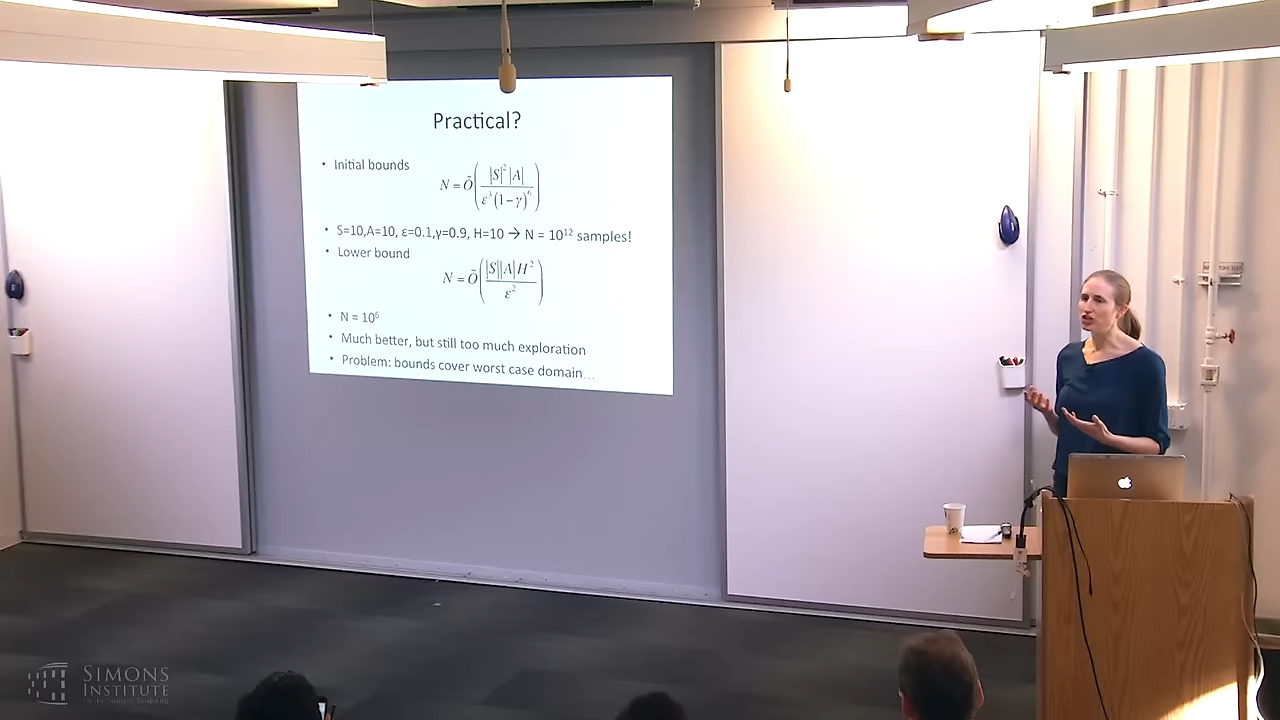 Practical?
• Initial bounds
N = Õ(|S|²|A| / ε³(1−γ)⁶)
• S=10,A=10, ε=0.1,γ=0.9, H=10 → N = 10¹² samples!
• Lower bound
N = Õ(|S||A|H² / ε²)
• N = 10⁶
• Much better, but still too much exploration
• Problem: bounds cover worst case domain…
SIMONS
INSTITUTE